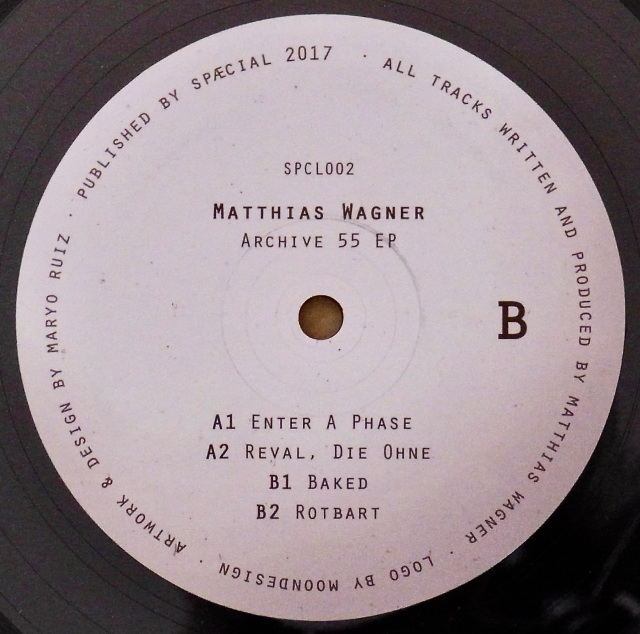 SPCL002
MATTHIAS WAGNER
ARCHIVE 55 EP
B
A1 ENTER A PHASE
A2 REVAL, DIE OHNE
B1 BAKED
B2 ROTBART
· ALL TRACKS WRITTEN AND PRODUCED BY MATTHIAS WAGNER · LOGO BY MOONDESIGN · ARTWORK & DESIGN BY MARYO RUIZ · PUBLISHED BY SPÆCIAL 2017